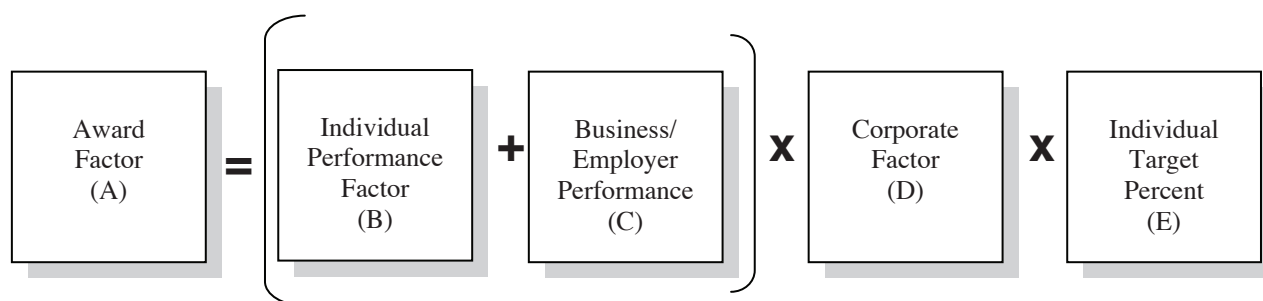 Award
Factor
(A)
=
Individual
Performance
Factor
(B)
+
Business/
Employer
Performance
(C)
x
Corporate
Factor
(D)
x
Individual
Target
Percent
(E)